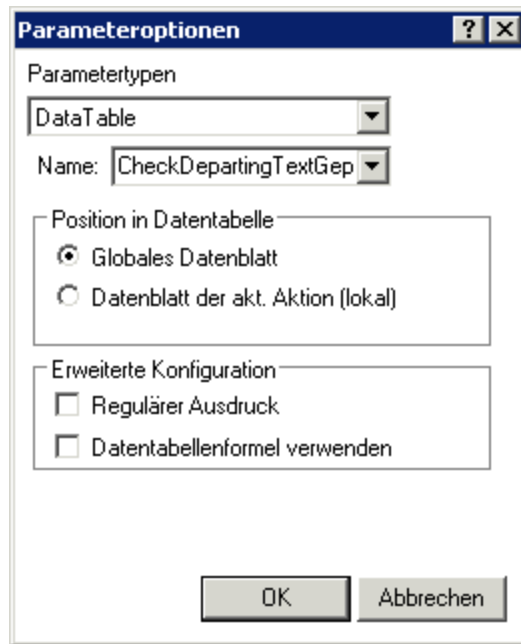 Parameteroptionen
Parametertypen
DataTable
Name: CheckDepartingTextGep
Position in Datentabelle
Globales Datenblatt
Datenblatt der akt. Aktion (lokal)
Erweiterte Konfiguration
Regulärer Ausdruck
Datentabellenformel verwenden
OK Abbrechen